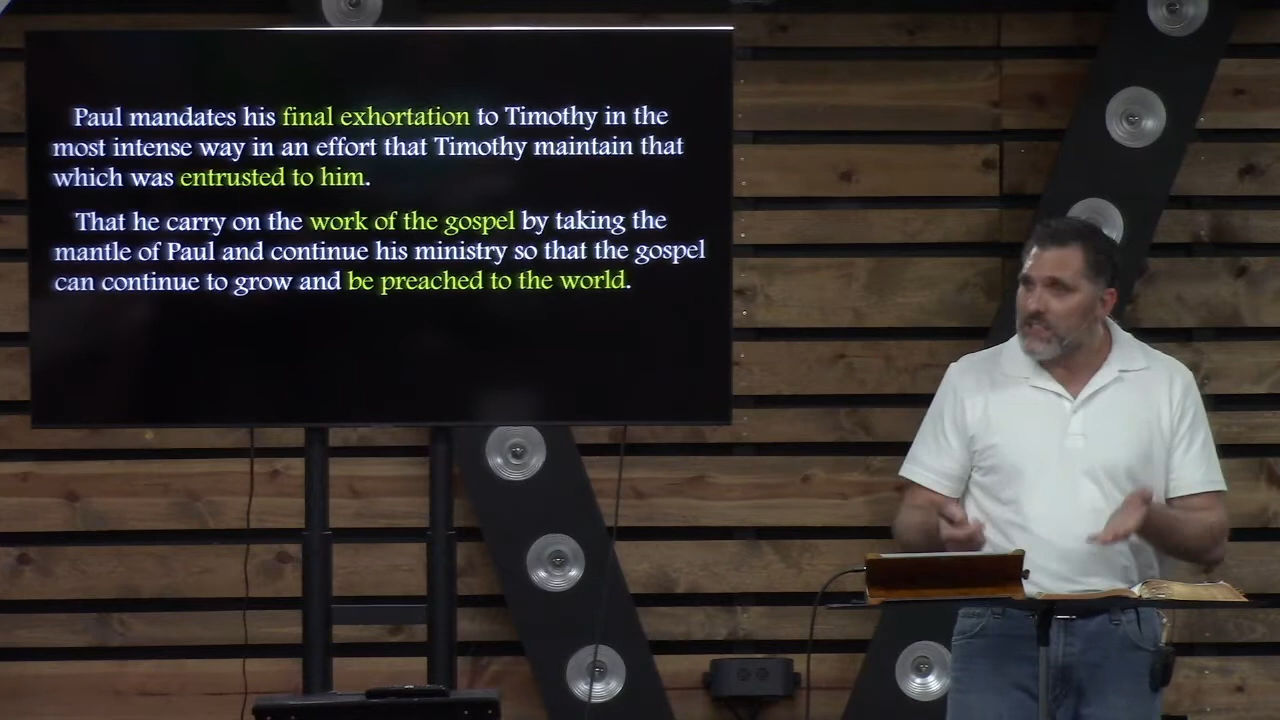 Paul mandates his final exhortation to Timothy in the
most intense way in an effort that Timothy maintain that
which was entrusted to him.
That he carry on the work of the gospel by taking the
mantle of Paul and continue his ministry so that the gospel
can continue to grow and be preached to the world.